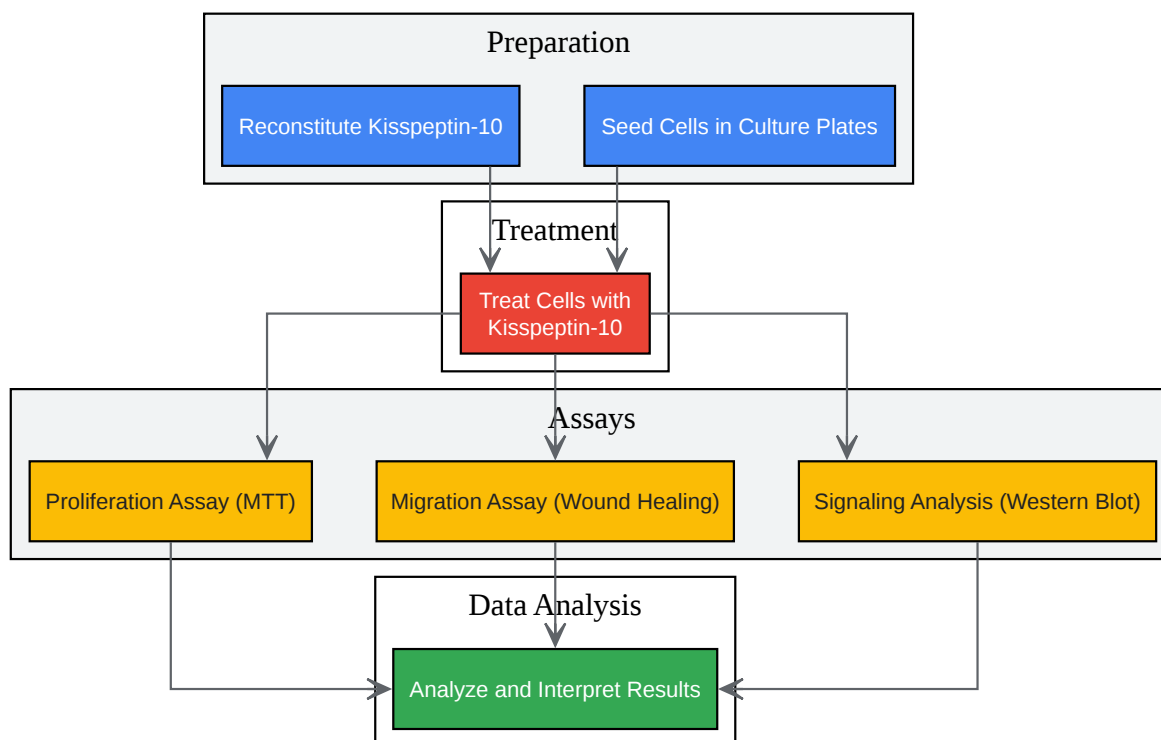 Preparation
Reconstitute Kisspeptin-10
Seed Cells in Culture Plates
Treatment
Treat Cells with
Kisspeptin-10
Assays
Proliferation Assay (MTT)
Migration Assay (Wound Healing)
Signaling Analysis (Western Blot)
Data Analysis
Analyze and Interpret Results